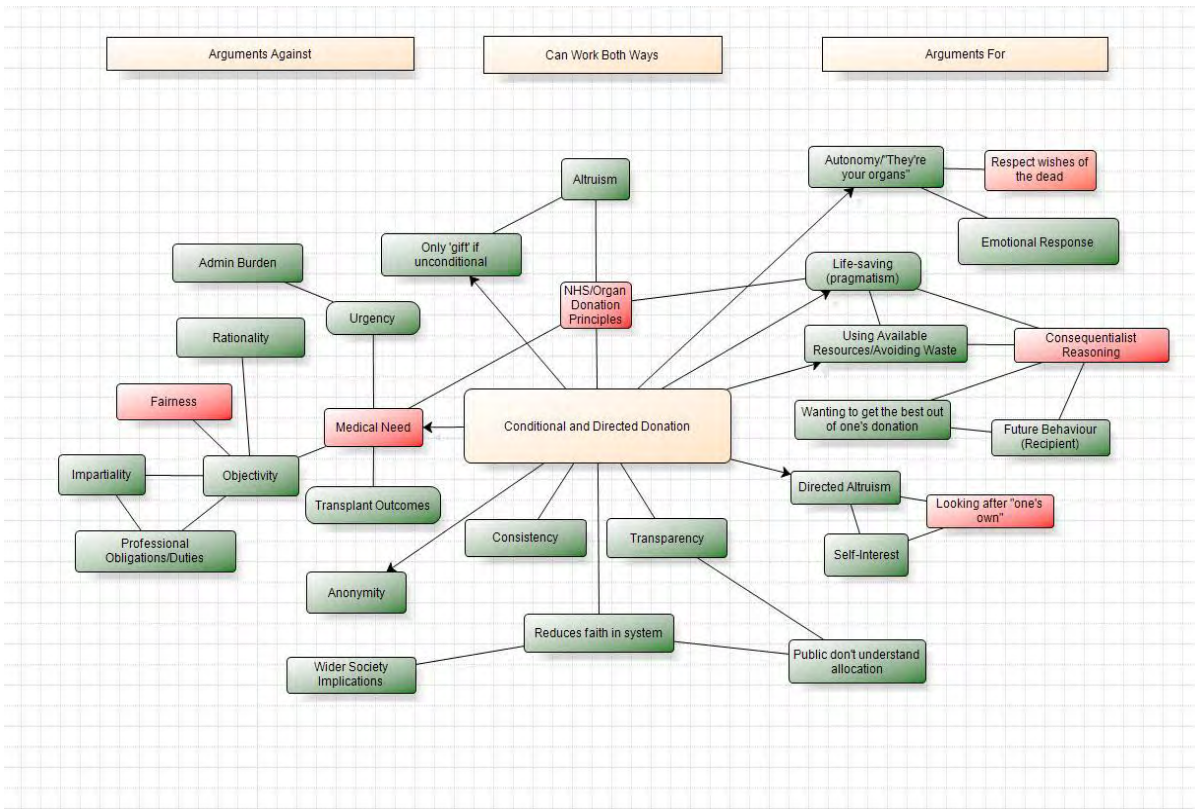 Arguments Against
Can Work Both Ways
Arguments For
Altruism
Autonomy/"They're
your organs"
Respect wishes of
the dead
Only 'gift' if
unconditional
Emotional Response
Admin Burden
Life-saving
(pragmatism)
NHS/Organ
Donation
Principles
Urgency
Rationality
Using Available
Resources/Avoiding Waste
Consequentialist
Reasoning
Fairness
Medical Need
Conditional and Directed Donation
Wanting to get the best out
of one's donation
Future Behaviour
(Recipient)
Impartiality
Objectivity
Directed Altruism
Transplant Outcomes
Looking after "one's
own"
Professional
Obligations/Duties
Consistency
Transparency
Self-Interest
Anonymity
Reduces faith in system
Public don't understand
allocation
Wider Society
Implications